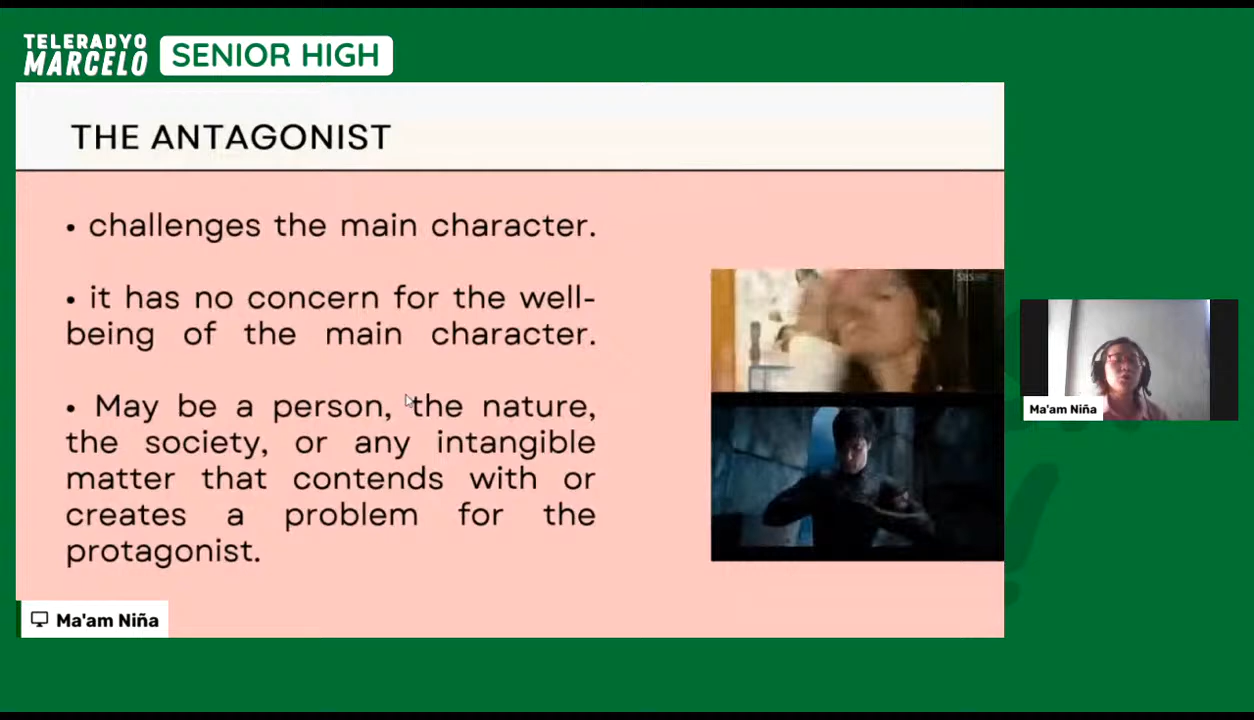 TELERADYO
MARCELO
SENIOR HIGH
THE ANTAGONIST
• challenges the main character.
• it has no concern for the well-
being of the main character.
• May be a person, the nature,
the society, or any intangible
matter that contends with or
creates a problem for the
protagonist.
SBS
Ma'am Niña
Ma'am Niña